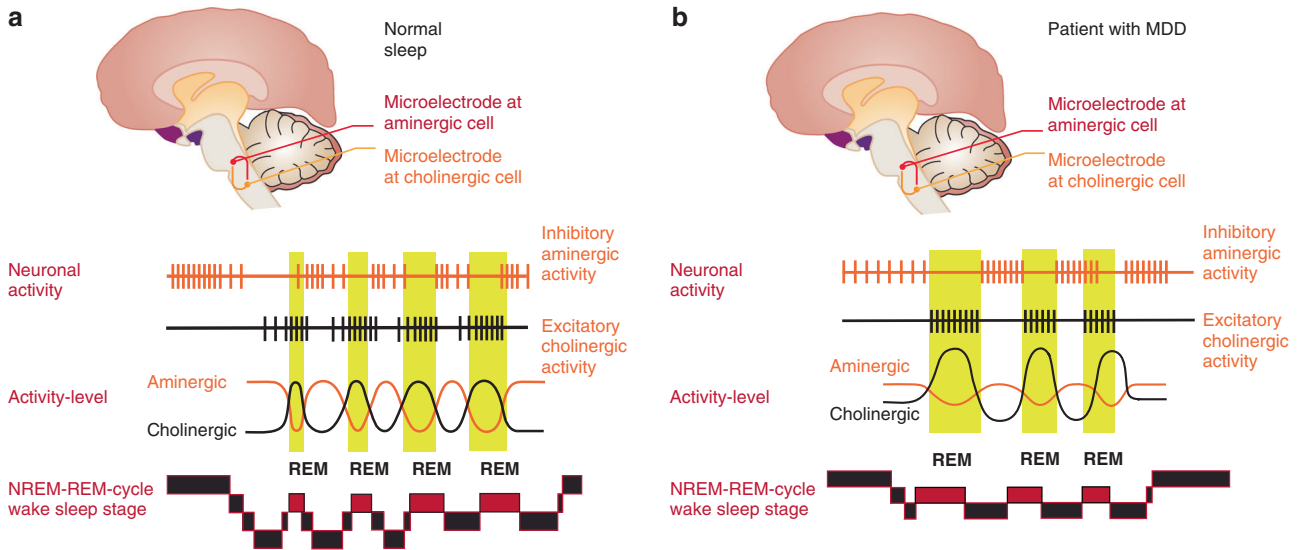 a
Normal
sleep
Microelectrode at
aminergic cell
Microelectrode
at cholinergic cell
Neuronal
activity
Inhibitory
aminergic
activity
Excitatory
cholinergic
activity
Activity-level
Aminergic
Cholinergic
REM REM REM REM
NREM-REM-cycle
wake sleep stage
b
Patient with MDD
Microelectrode at
aminergic cell
Microelectrode
at cholinergic cell
Neuronal
activity
Inhibitory
aminergic
activity
Excitatory
cholinergic
activity
Aminergic
Activity-level
Cholinergic
REM REM REM
NREM-REM-cycle
wake sleep stage